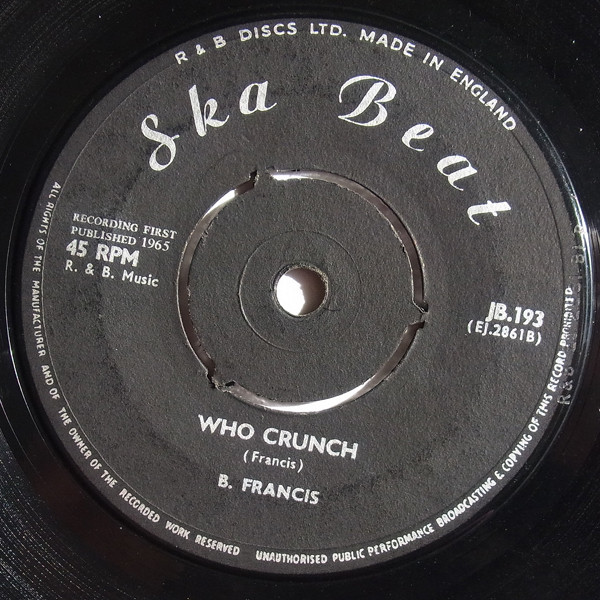 R & B DISCS LTD. MADE IN ENGLAND
Ska Beat
RECORDING FIRST
PUBLISHED 1965
45 RPM
R. & B. Music
JB.193
(EJ.2861B)
WHO CRUNCH
(Francis)
B. FRANCIS
ALL RIGHTS OF THE MANUFACTURER AND OF THE OWNER OF THE RECORDED WORK RESERVED
UNAUTHORISED PUBLIC PERFORMANCE BROADCASTING & COPYING OF THIS RECORD PROHIBITED